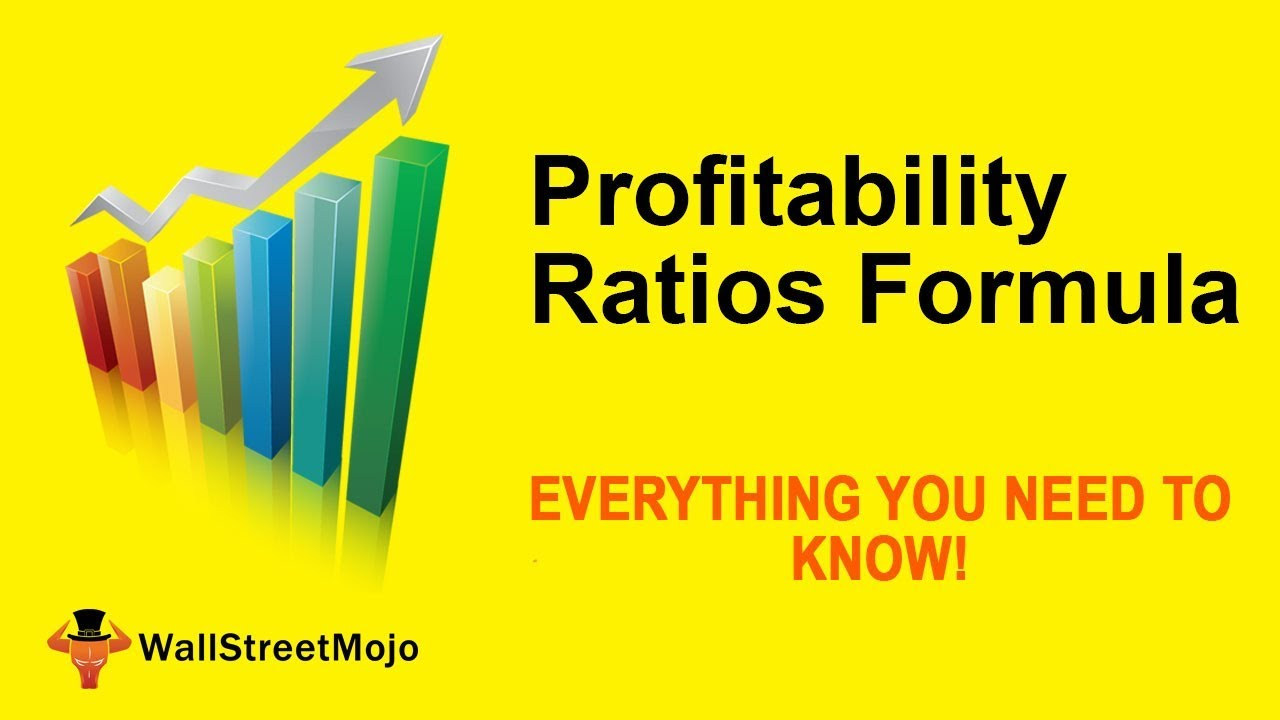 Profitability
Ratios Formula
EVERYTHING YOU NEED TO
KNOW!
WallStreetMojo